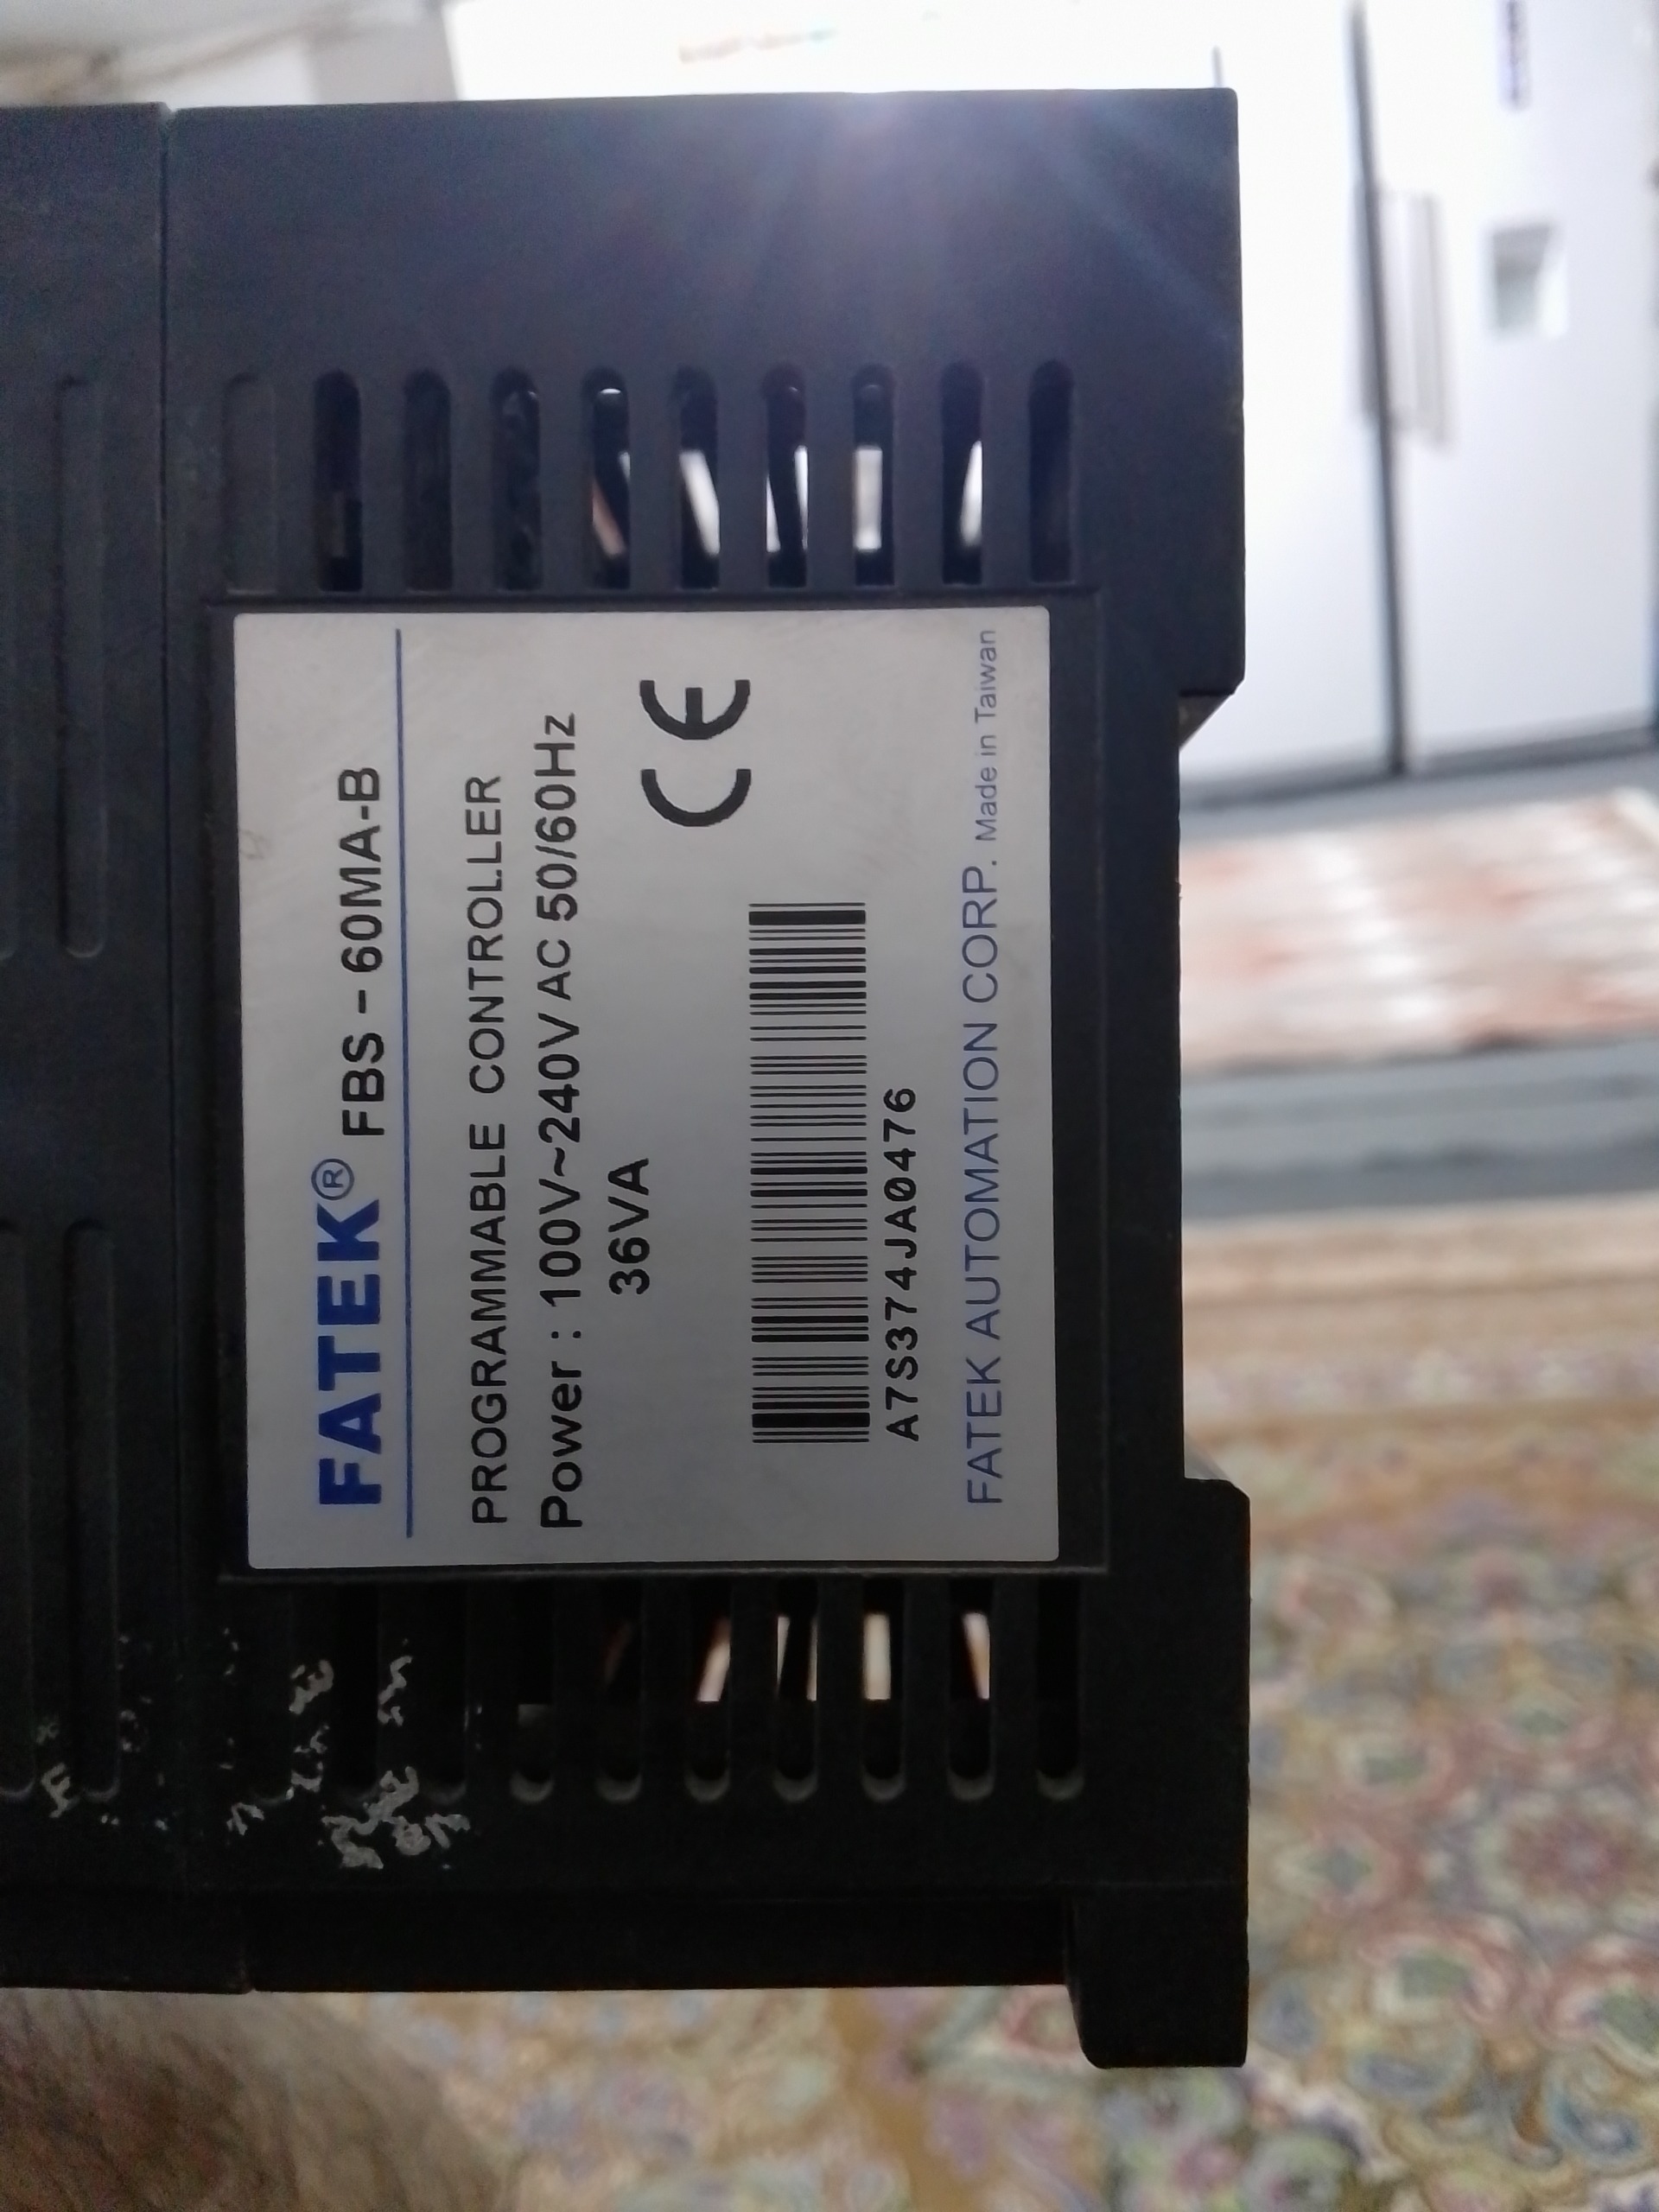 FATEK® FBS-60MA-B
PROGRAMMABLE CONTROLLER
Power : 100V~240V AC 50/60Hz
36VA
CE
A7S374JA0476
FATEK AUTOMATION CORP. Made in Taiwan